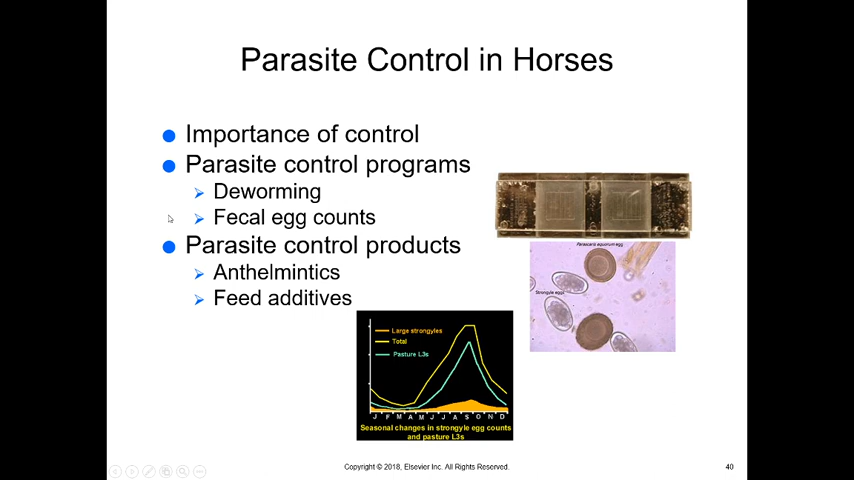 Parasite Control in Horses
Importance of control
Parasite control programs
Deworming
Fecal egg counts
Parasite control products
Anthelmintics
Feed additives
Parascaris equorum egg
Strongyle eggs
Large strongyles
Total
Pasture L3s
J F M A M J J A S O N D
Seasonal changes in strongyle egg counts
and pasture L3s
Copyright © 2018, Elsevier Inc. All Rights Reserved.
40